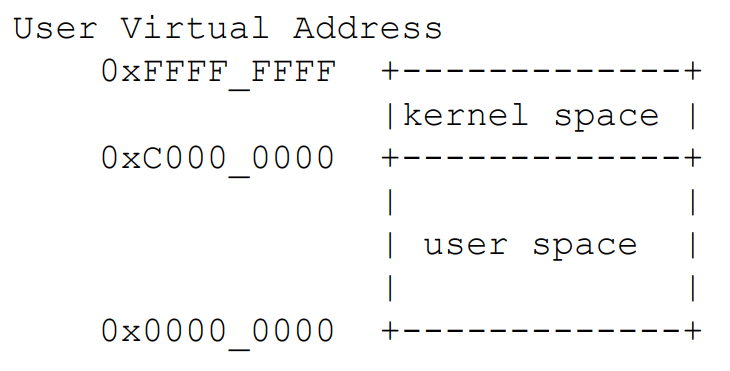 User Virtual Address
    0xFFFF_FFFF  +-------------+
                 |kernel space |
    0xC000_0000  +-------------+
                 |             |
                 | user space  |
                 |             |
    0x0000_0000  +-------------+